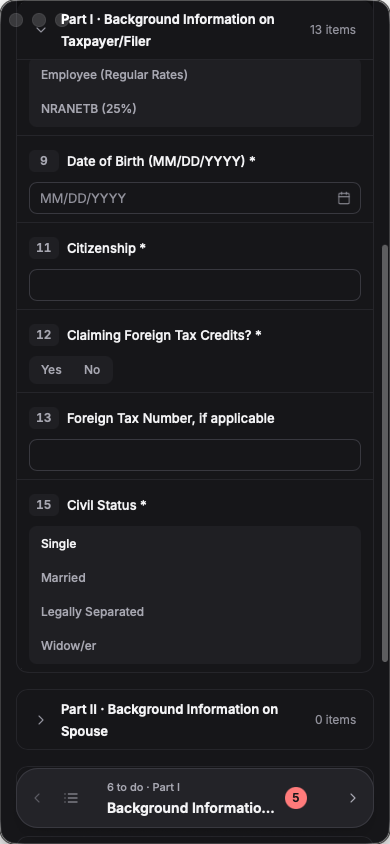 Part I · Background Information on
Taxpayer/Filer
13 items
Employee (Regular Rates)
NRANETB (25%)
9 Date of Birth (MM/DD/YYYY) *
MM/DD/YYYY
11 Citizenship *
12 Claiming Foreign Tax Credits? *
Yes No
13 Foreign Tax Number, if applicable
15 Civil Status *
Single
Married
Legally Separated
Widow/er
Part II · Background Information on
Spouse
0 items
6 to do · Part I
Background Informatio...
5